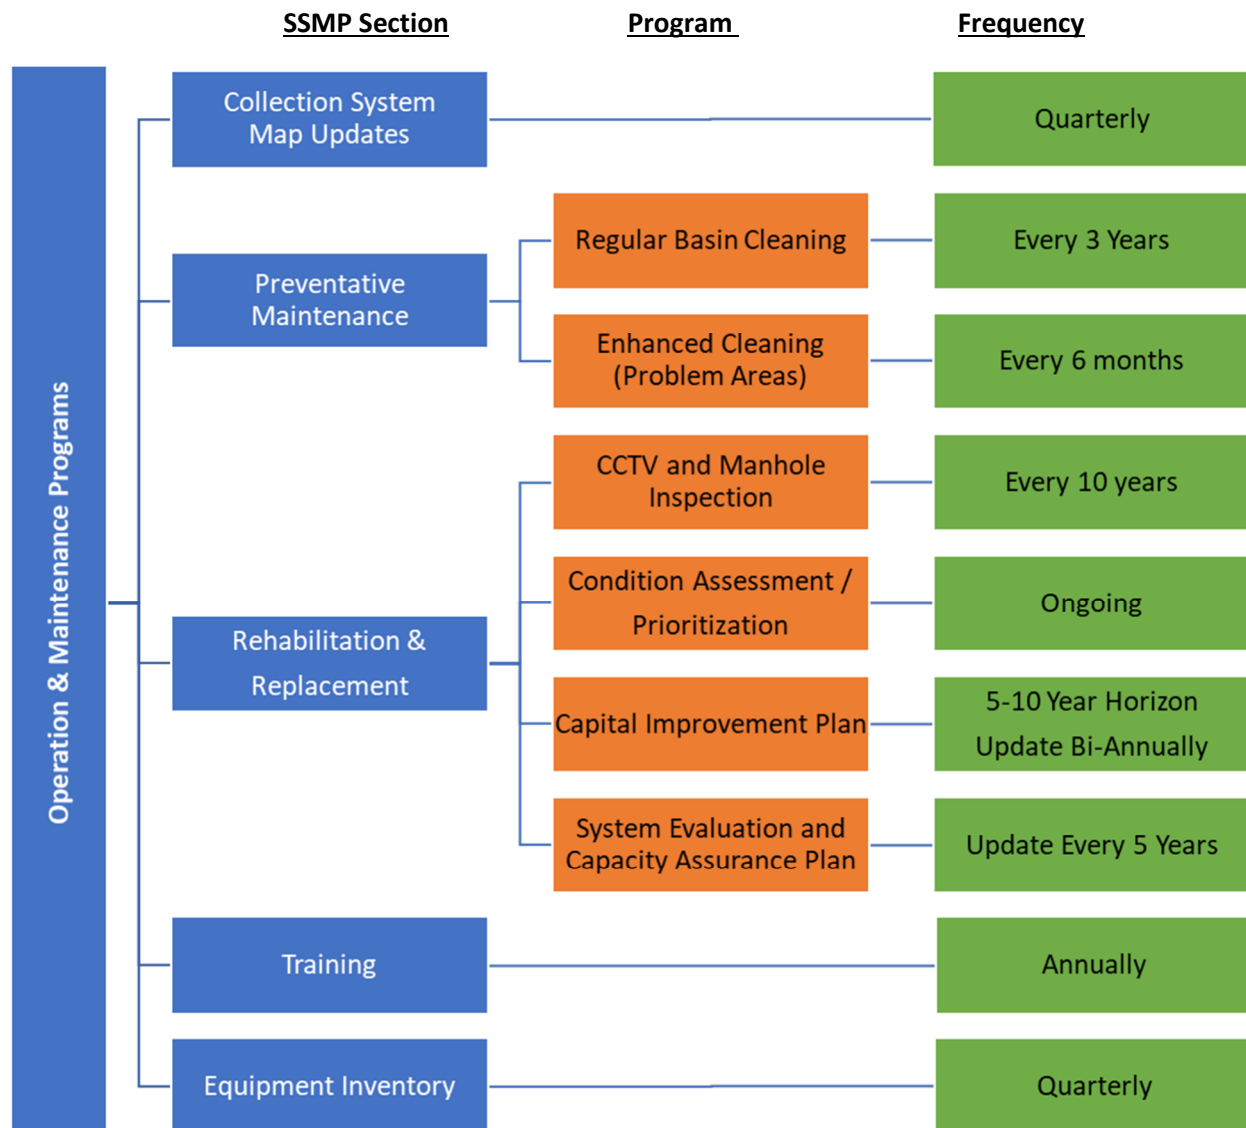 SSMP Section
Program
Frequency
Operation & Maintenance Programs
Collection System
Map Updates
Quarterly
Preventative
Maintenance
Regular Basin Cleaning
Every 3 Years
Enhanced Cleaning
(Problem Areas)
Every 6 months
Rehabilitation &
Replacement
CCTV and Manhole
Inspection
Every 10 years
Condition Assessment /
Prioritization
Ongoing
Capital Improvement Plan
5-10 Year Horizon
Update Bi-Annually
System Evaluation and
Capacity Assurance Plan
Update Every 5 Years
Training
Annually
Equipment Inventory
Quarterly